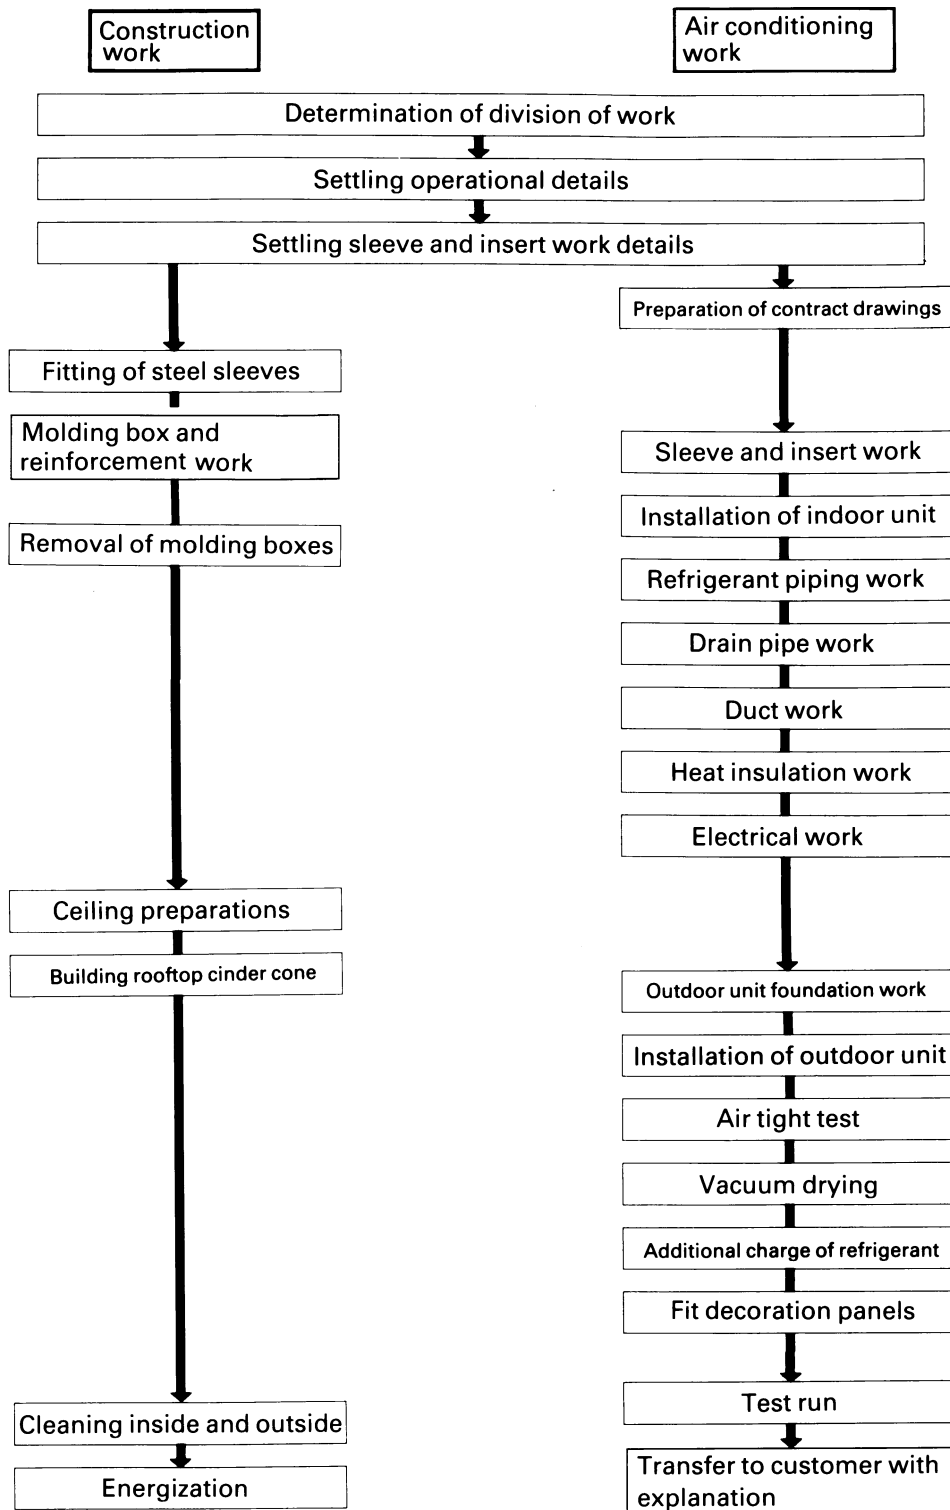 Construction
work
Air conditioning
work
Determination of division of work
Settling operational details
Settling sleeve and insert work details
Preparation of contract drawings
Fitting of steel sleeves
Molding box and
reinforcement work
Sleeve and insert work
Installation of indoor unit
Removal of molding boxes
Refrigerant piping work
Drain pipe work
Duct work
Heat insulation work
Electrical work
Ceiling preparations
Building rooftop cinder cone
Outdoor unit foundation work
Installation of outdoor unit
Air tight test
Vacuum drying
Additional charge of refrigerant
Fit decoration panels
Test run
Cleaning inside and outside
Energization
Transfer to customer with
explanation